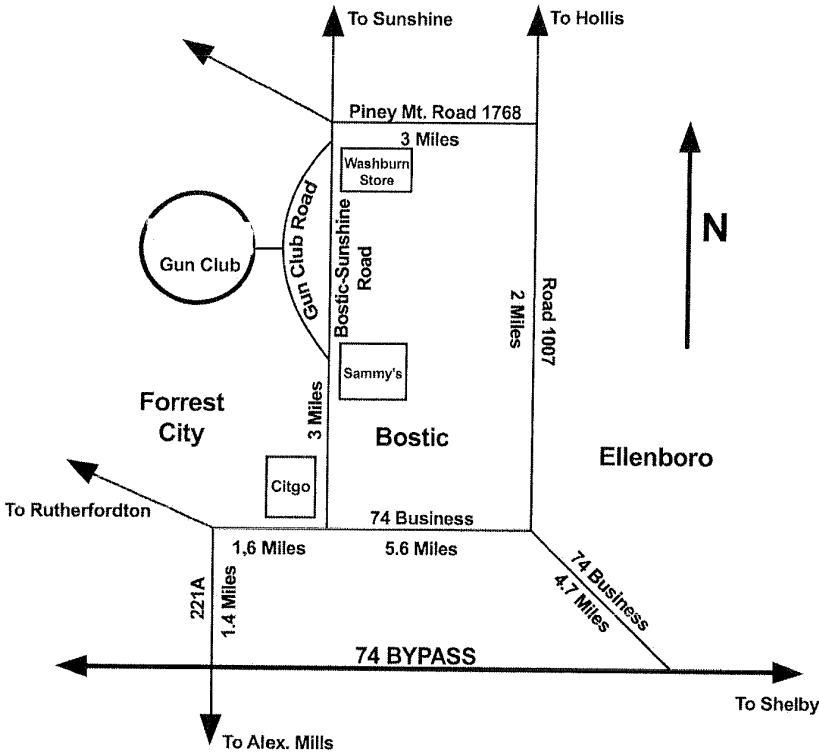 To Sunshine
To Hollis
Piney Mt. Road 1768
3 Miles
Washburn
Store
Gun Club Road
Bostic-Sunshine
Road
Gun Club
N
Road 1007
2 Miles
Sammy's
Forrest
City
3 Miles
Bostic
Ellenboro
Citgo
To Rutherfordton
74 Business
1,6 Miles
5.6 Miles
74 Business
4.7 Miles
221A
1.4 Miles
74 BYPASS
To Shelby
To Alex. Mills